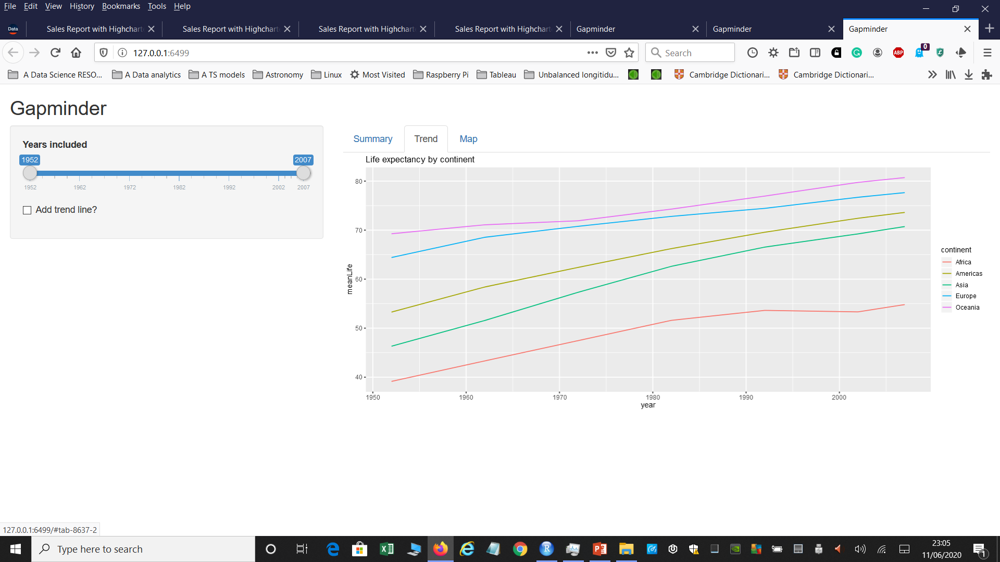 File Edit View History Bookmarks Tools Help
Data Sales Report with Highchart Sales Report with Highchart Sales Report with Highchart Sales Report with Highchart Gapminder Gapminder Gapminder
127.0.0.1:6499 Search ABP 0
A Data Science RESO... A Data analytics A TS models Astronomy Linux Most Visited Raspberry Pi Tableau Unbalanced longitidu... Cambridge Dictionari... Cambridge Dictionari...
Gapminder
Years included
1952 2007
1952 1962 1972 1982 1992 2002 2007
Add trend line?
Summary Trend Map
Life expectancy by continent
80
70
60
50
40
meanLife
1950 1960 1970 1980 1990 2000
year
continent
Africa
Americas
Asia
Europe
Oceania
127.0.0.1:6499/#tab-8637-2
Type here to search
23:05
11/06/2020
1